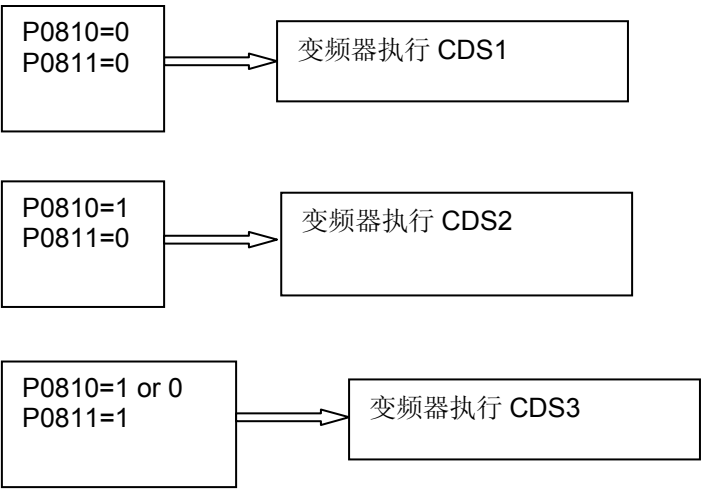 P0810=0
P0811=0
变频器执行 CDS1
P0810=1
P0811=0
变频器执行 CDS2
P0810=1 or 0
P0811=1
变频器执行 CDS3